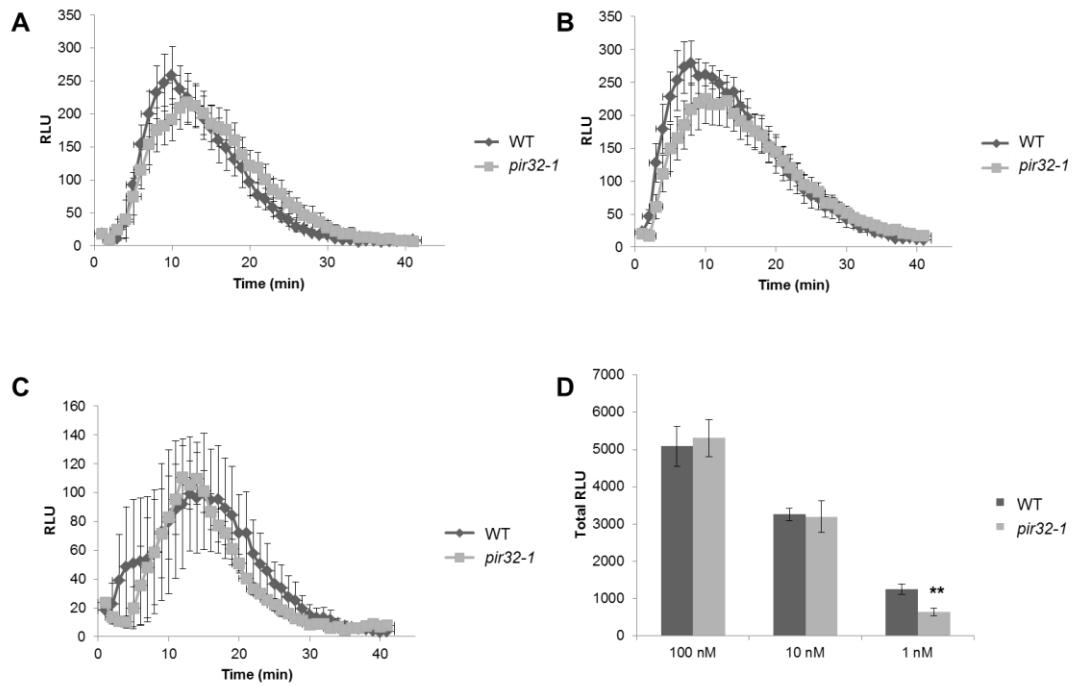 A
350
300
250
200
150
100
50
0
RLU
0
10
20
30
40
Time (min)
WT
pir32-1
B
350
300
250
200
150
100
50
0
RLU
0
10
20
30
40
Time (min)
WT
pir32-1
C
160
140
120
100
80
60
40
20
0
RLU
0
10
20
30
40
Time (min)
WT
pir32-1
D
7000
6000
5000
4000
3000
2000
1000
0
Total RLU
**
100 nM
10 nM
1 nM
WT
pir32-1